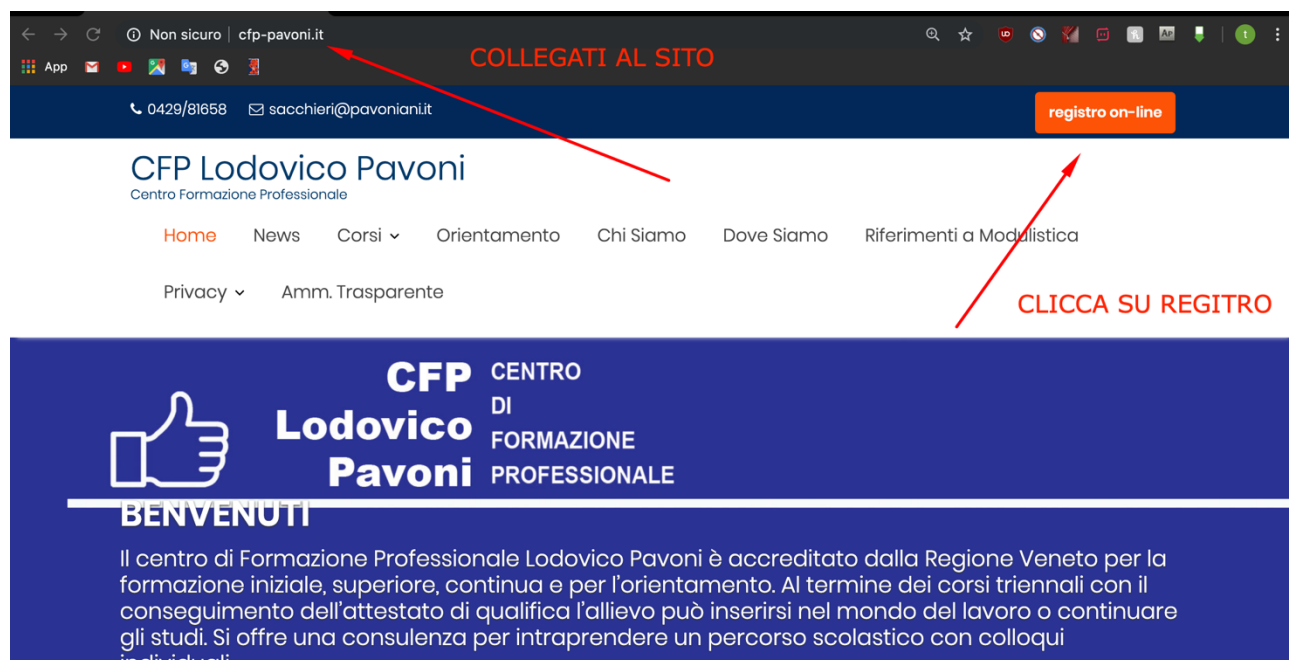 Non sicuro | cfp-pavoni.it
COLLEGATI AL SITO
App
0429/81658 sacchieri@pavoniani.it
registro on-line
CFP Lodovico Pavoni
Centro Formazione Professionale
Home News Corsi Orientamento Chi Siamo Dove Siamo Riferimenti a Modulistica
Privacy Amm. Trasparente
CLICCA SU REGITRO
CFP
Lodovico
Pavoni
CENTRO
DI
FORMAZIONE
PROFESSIONALE
BENVENUTI
Il centro di Formazione Professionale Lodovico Pavoni è accreditato dalla Regione Veneto per la
formazione iniziale, superiore, continua e per l'orientamento. Al termine dei corsi triennali con il
conseguimento dell'attestato di qualifica l'allievo può inserirsi nel mondo del lavoro o continuare
gli studi. Si offre una consulenza per intraprendere un percorso scolastico con colloqui